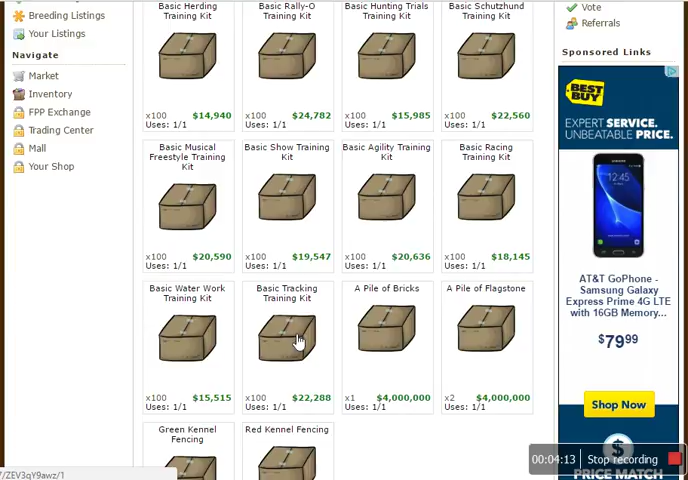 Breeding Listings
Your Listings
Navigate
Market
Inventory
FPP Exchange
Trading Center
Mall
Your Shop
Basic Herding
Training Kit
x100 $14,940
Uses: 1/1
Basic Rally-O
Training Kit
x100 $24,782
Uses: 1/1
Basic Hunting Trials
Training Kit
x100 $15,985
Uses: 1/1
Basic Schutzhund
Training Kit
x100 $22,560
Uses: 1/1
Basic Musical
Freestyle Training
Kit
x100 $20,590
Uses: 1/1
Basic Show Training
Kit
x100 $19,547
Uses: 1/1
Basic Agility Training
Kit
x100 $20,636
Uses: 1/1
Basic Racing
Training Kit
x100 $18,145
Uses: 1/1
Basic Water Work
Training Kit
x100 $15,515
Uses: 1/1
Basic Tracking
Training Kit
x100 $22,288
Uses: 1/1
A Pile of Bricks
x1 $4,000,000
Uses: 1/1
A Pile of Flagstone
x2 $4,000,000
Uses: 1/1
Green Kennel
Fencing
Red Kennel Fencing
Vote
Referrals
Sponsored Links
BEST
BUY
EXPERT SERVICE.
UNBEATABLE PRICE.
AT&T GoPhone -
Samsung Galaxy
Express Prime 4G LTE
with 16GB Memory...
$79.99
Shop Now
$
PRICE MATCH
00:04:13 Stop recording
/ZEV3qY9awz/1